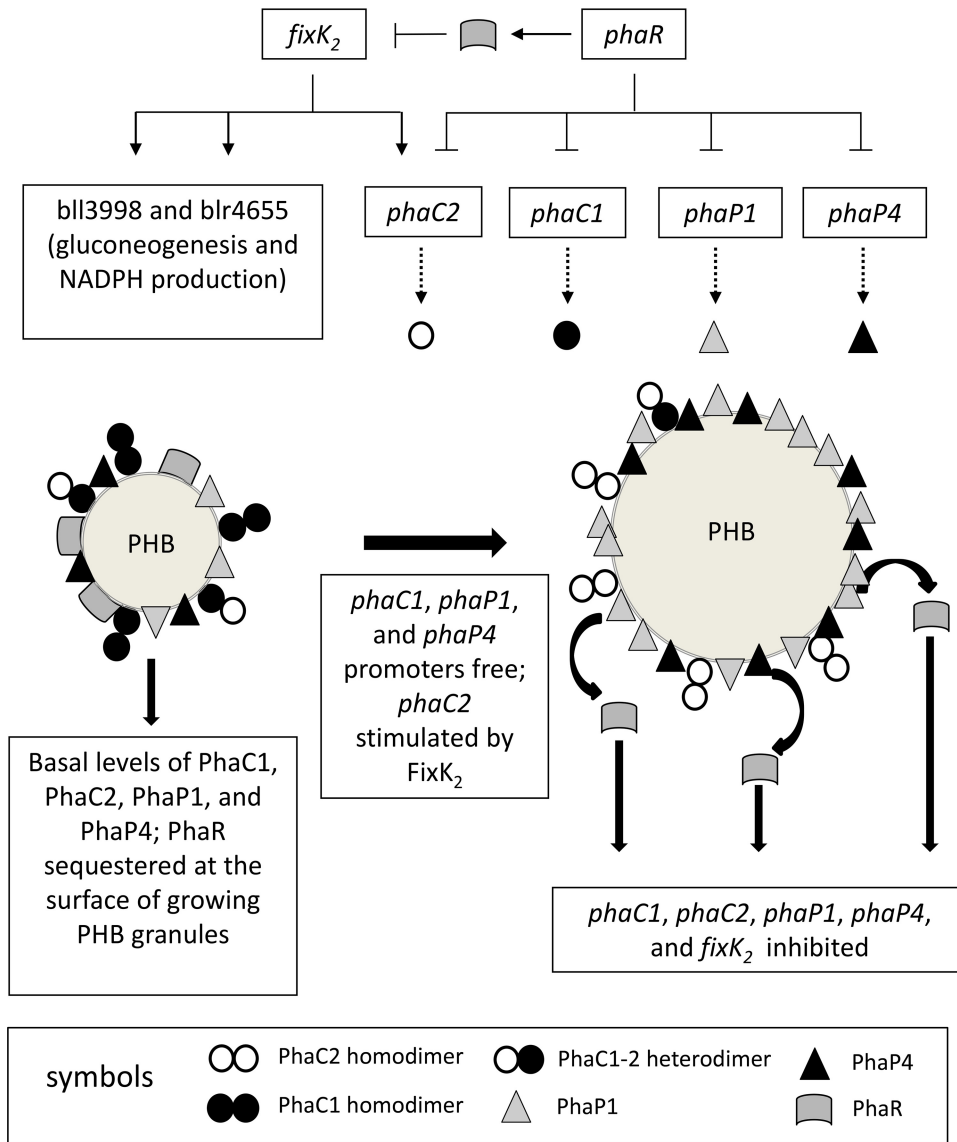 fixK2
phaR
bll3998 and blr4655
(gluconeogenesis and
NADPH production)
phaC2
phaC1
phaP1
phaP4
PHB
PHB
phaC1, phaP1,
and phaP4
promoters free;
phaC2
stimulated by
FixK2
Basal levels of PhaC1,
PhaC2, PhaP1, and
PhaP4; PhaR
sequestered at the
surface of growing
PHB granules
phaC1, phaC2, phaP1, phaP4,
and fixK2 inhibited
symbols
PhaC2 homodimer
PhaC1-2 heterodimer
PhaP4
PhaC1 homodimer
PhaP1
PhaR